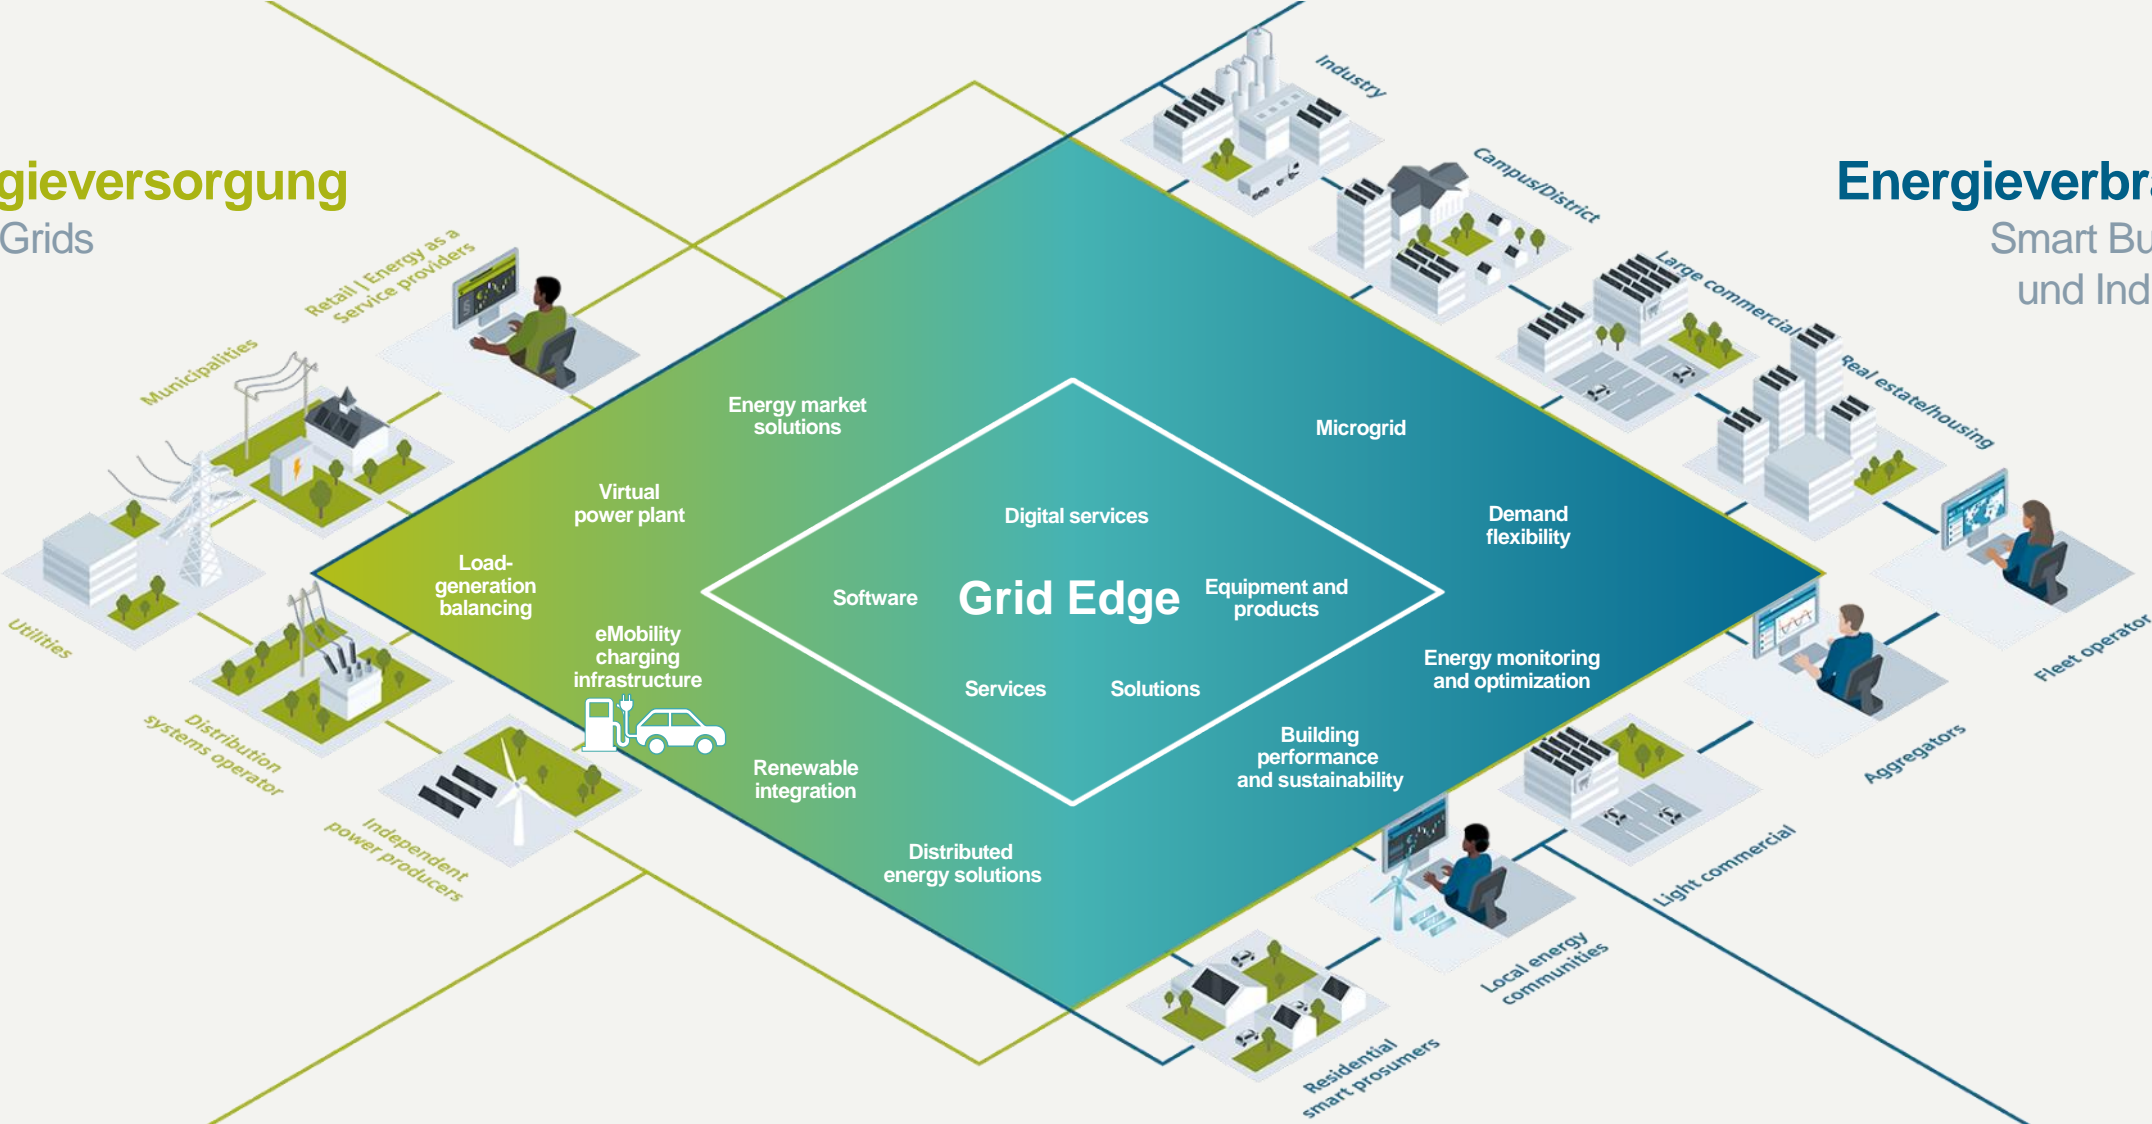 gieversorgung
Grids
Energieverbra
Smart Bu
und Ind
Retail | Energy as a
Service providers
Municipalities
Utilities
Distribution
systems operator
Independent
power producers
Industry
Campus/District
Large commercial
Real estate/housing
Fleet operator
Aggregators
Light commercial
Local energy
communities
Residential
smart prosumers
Energy market
solutions
Virtual
power plant
Load-
generation
balancing
eMobility
charging
infrastructure
Renewable
integration
Distributed
energy solutions
Digital services
Software
Grid Edge
Equipment and
products
Services
Solutions
Microgrid
Demand
flexibility
Energy monitoring
and optimization
Building
performance
and sustainability